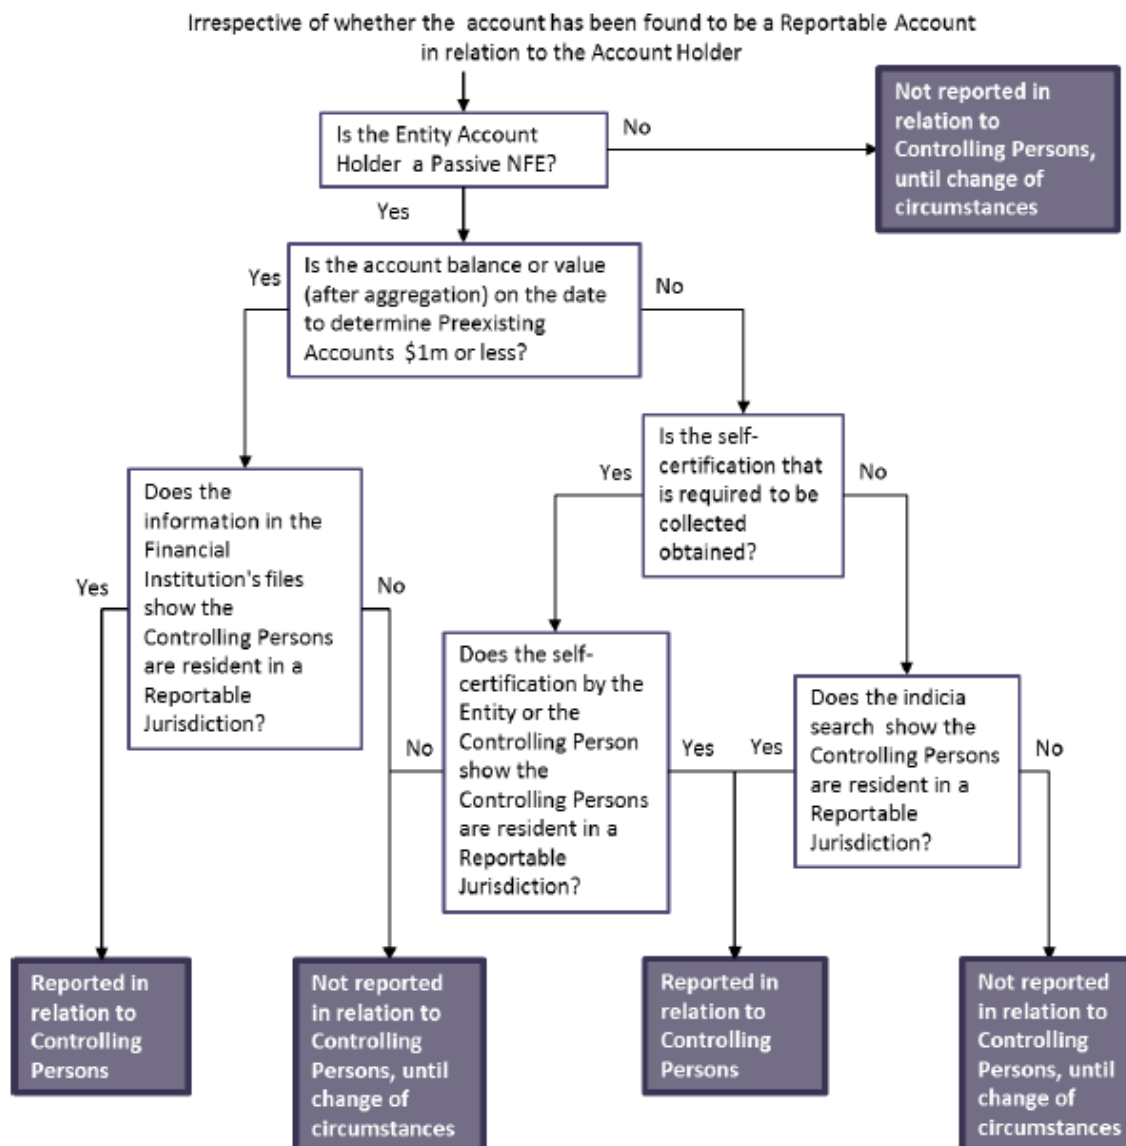 Irrespective of whether the account has been found to be a Reportable Account
in relation to the Account Holder
Is the Entity Account
Holder a Passive NFE?
No
Not reported in
relation to
Controlling Persons,
until change of
circumstances
Yes
Is the account balance or value
(after aggregation) on the date
to determine Preexisting
Accounts $1m or less?
Yes
No
Is the self-
certification that
is required to be
collected
obtained?
Yes
No
Does the
information in the
Financial
Institution's files
show the
Controlling Persons
are resident in a
Reportable
Jurisdiction?
Yes
No
Does the self-
certification by the
Entity or the
Controlling Person
show the
Controlling Persons
are resident in a
Reportable
Jurisdiction?
No
Yes
Does the indicia
search show the
Controlling Persons
are resident in a
Reportable
Jurisdiction?
Yes
No
Reported in
relation to
Controlling
Persons
Not reported
in relation to
Controlling
Persons, until
change of
circumstances
Reported in
relation to
Controlling
Persons
Not reported
in relation to
Controlling
Persons, until
change of
circumstances